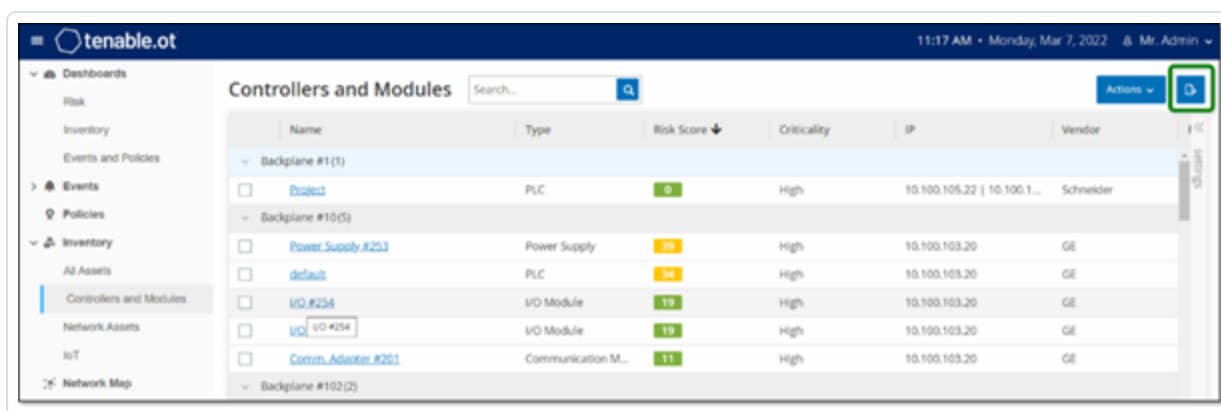 tenable.ot 11:17 AM • Monday, Mar 7, 2022 Mr. Admin
Dashboards
Risk
Inventory
Events and Policies
Events
Policies
Inventory
All Assets
Controllers and Modules
Network Assets
IoT
Network Map
Controllers and Modules Search... Actions
Name Type Risk Score Criticality IP Vendor
Settings
Backplane #1(1)
Project PLC 0 High 10.100.105.22 | 10.100.1... Schneider
Backplane #10(5)
Power Supply #253 Power Supply 39 High 10.100.103.20 GE
default PLC 34 High 10.100.103.20 GE
I/O #254 I/O Module 19 High 10.100.103.20 GE
I/O I/O #254 I/O Module 19 High 10.100.103.20 GE
Comm. Adapter #201 Communication M... 11 High 10.100.103.20 GE
Backplane #102(2)